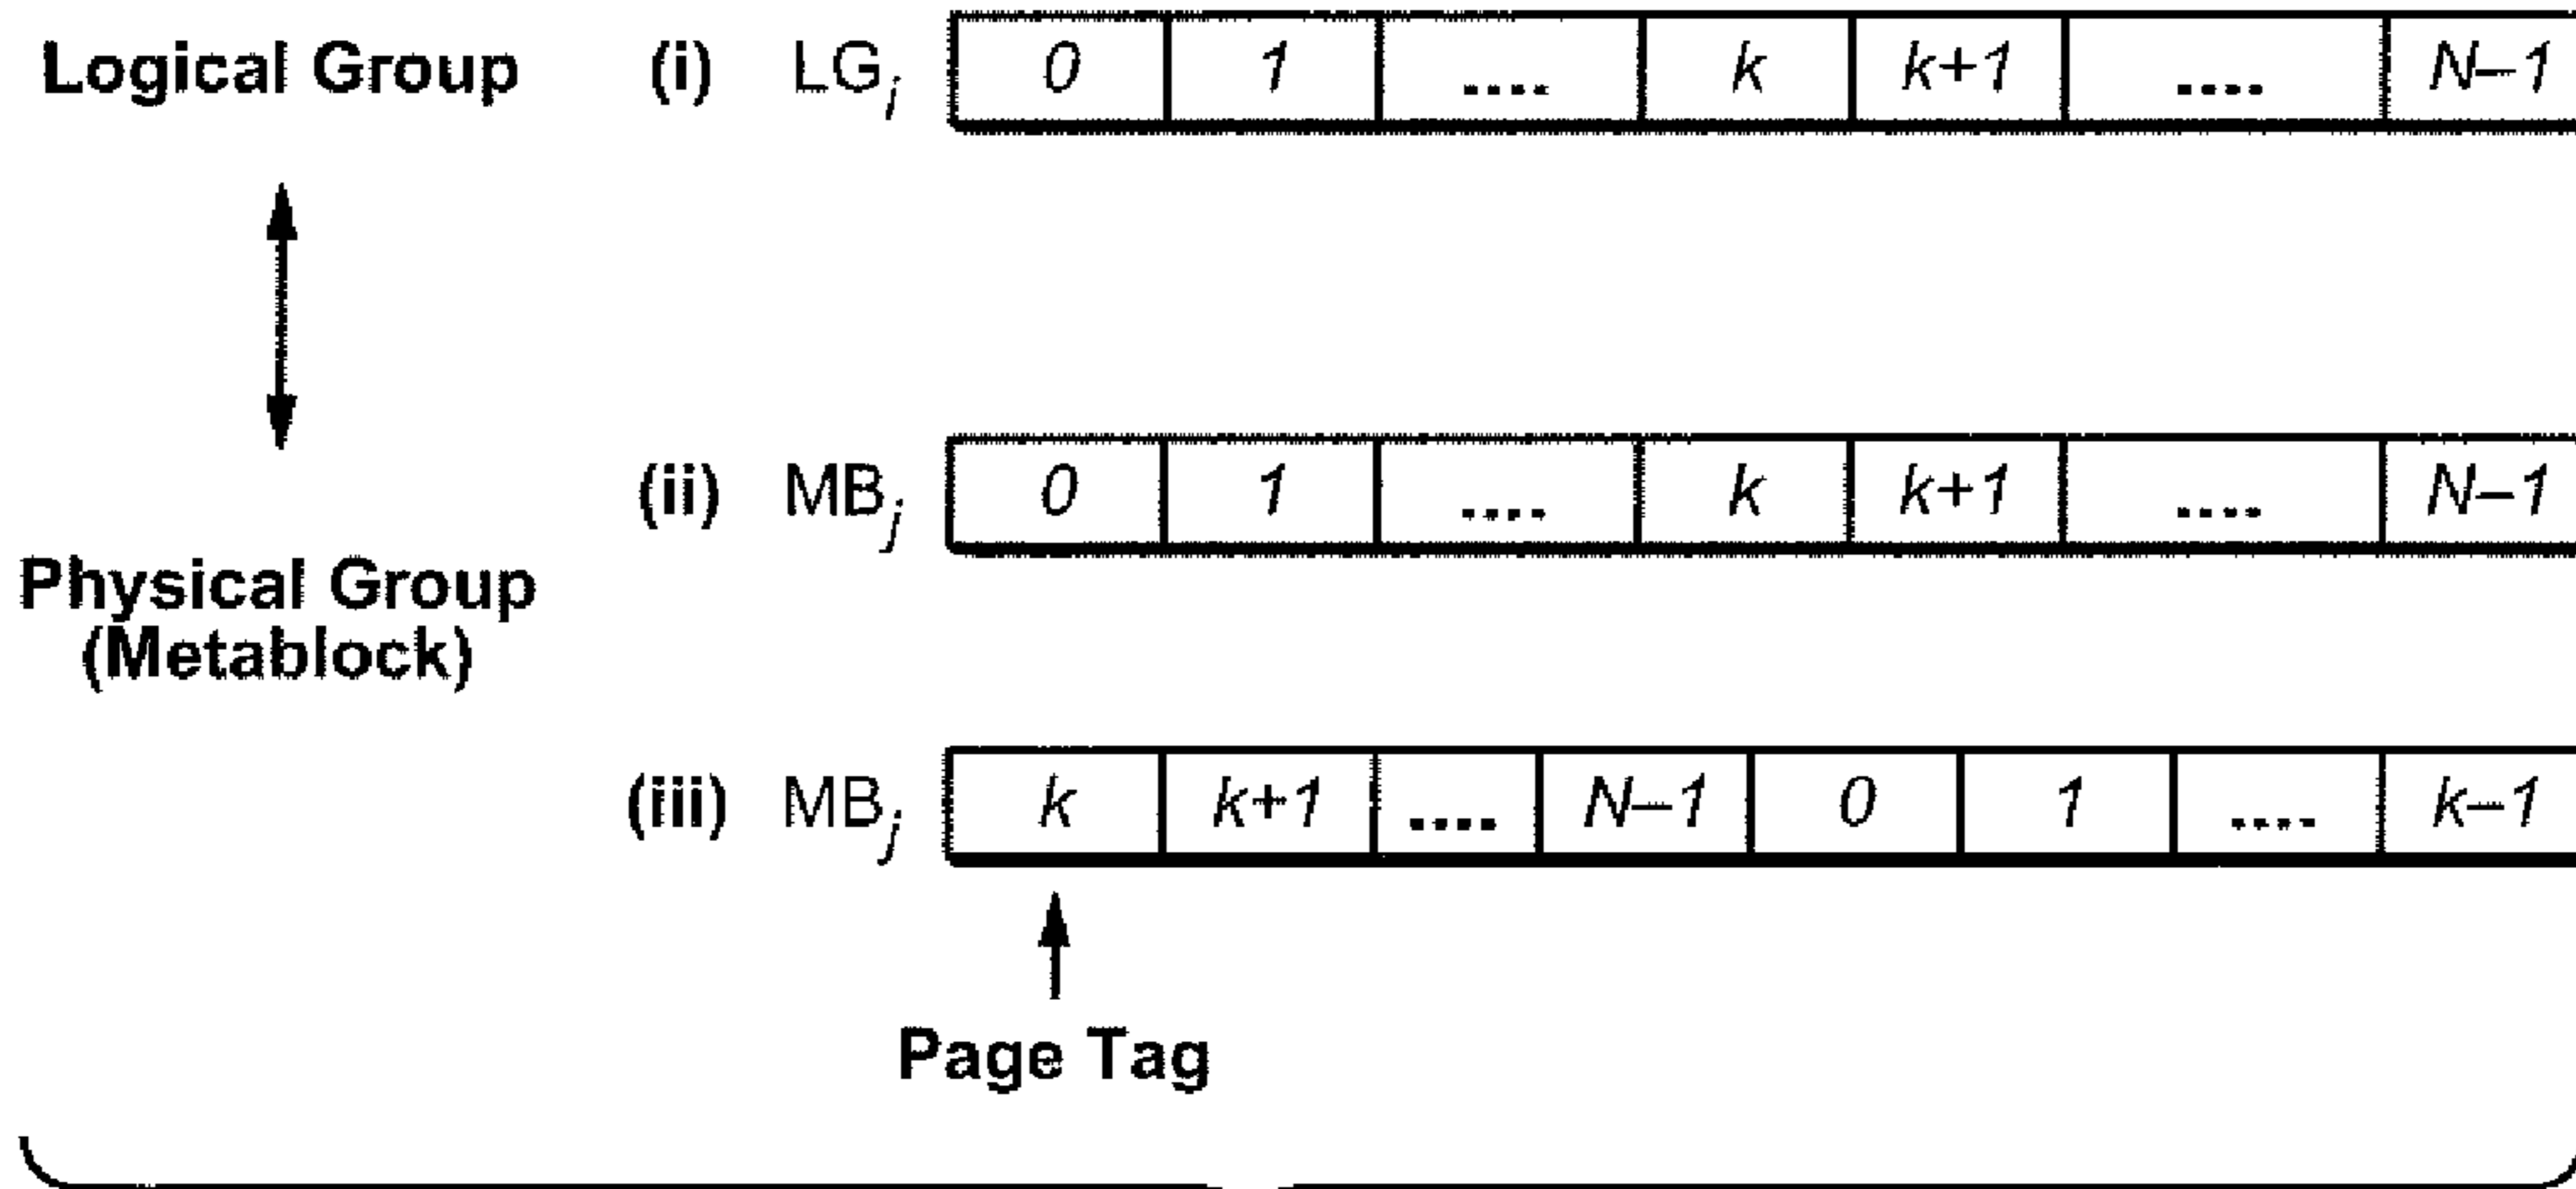 Logical Group (i) LGi 0 1 .... k k+1 .... N–1
(ii) MBj 0 1 .... k k+1 .... N–1
Physical Group
(Metablock)
(iii) MBj k k+1 .... N–1 0 1 .... k–1
Page Tag